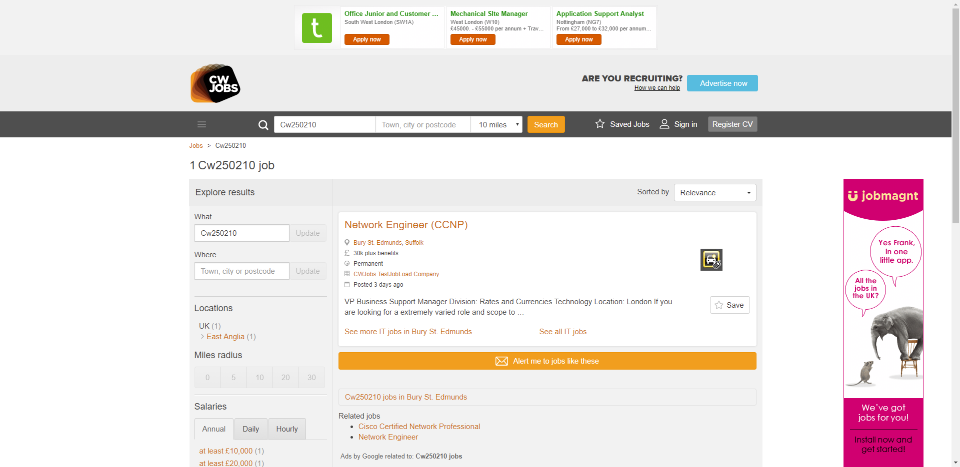 Office Junior and Customer ...
South West London (SW1A)
Apply now
Mechanical Site Manager
West London (W10)
£45000 - £55000 per annum + Trav...
Apply now
Application Support Analyst
Nottingham (NG7)
From £27,000 to £32,000 per annum...
Apply now
t
CW
JOBS
ARE YOU RECRUITING?
How we can help
Advertise now
Cw250210
Town, city or postcode
10 miles
Search
Saved Jobs
Sign in
Register CV
Jobs > Cw250210
1 Cw250210 job
Explore results
Sorted by
Relevance
What
Cw250210
Update
Where
Town, city or postcode
Update
Locations
UK (1)
> East Anglia (1)
Miles radius
0 5 10 20 30
Salaries
Annual Daily Hourly
at least £10,000 (1)
at least £20,000 (1)
Network Engineer (CCNP)
Bury St. Edmunds, Suffolk
30k plus benefits
Permanent
CWJobs TestJobLoad Company
Posted 3 days ago
VP Business Support Manager Division: Rates and Currencies Technology Location: London If you
are looking for a extremely varied role and scope to ...
Save
See more IT jobs in Bury St. Edmunds
See all IT jobs
Alert me to jobs like these
Cw250210 jobs in Bury St. Edmunds
Related jobs
Cisco Certified Network Professional
Network Engineer
Ads by Google related to: Cw250210 jobs
jobmagnt
Yes Frank,
in one
little app.
All the
jobs in
the UK?
We've got
jobs for you!
Install now and
get started!